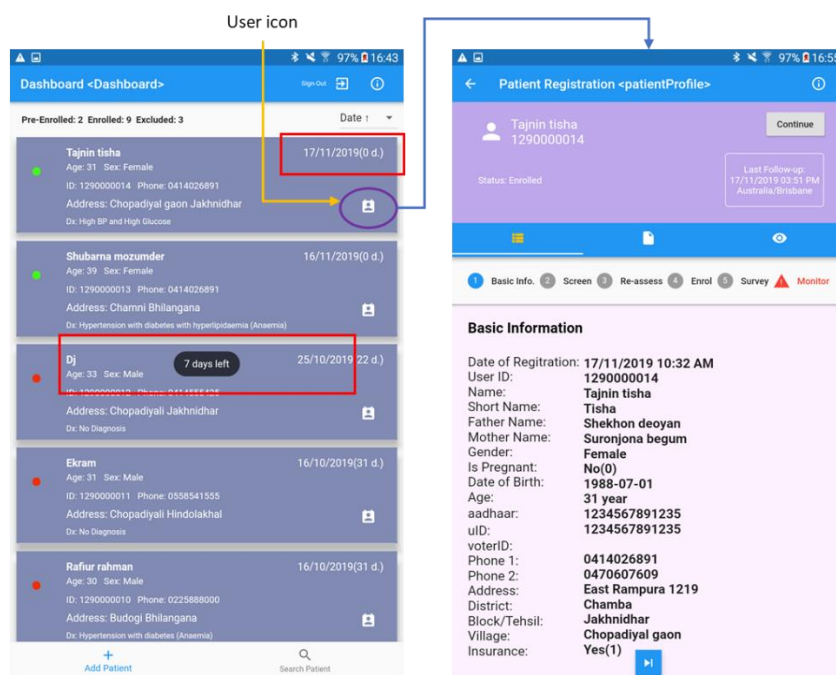 User icon
97% 16:43
Dashboard <Dashboard>
Sign-Out
Pre-Enrolled: 2 Enrolled: 9 Excluded: 3
Date ↑
Tajnin tisha 17/11/2019(0 d.)
Age: 31 Sex: Female
ID: 1290000014 Phone: 0414026891
Address: Chopadiyal gaon Jakhnidhar
Dx: High BP and High Glucose
Shubarna mozumder 16/11/2019(0 d.)
Age: 39 Sex: Female
ID: 1290000013 Phone: 0414026891
Address: Chamni Bhilangana
Dx: Hypertension with diabetes with hyperlipidaemia (Anaemia)
Dj 25/10/2019(22 d.)
7 days left
Age: 33 Sex: Male
ID: 1290000012 Phone: 0414555425
Address: Chopadiyali Jakhnidhar
Dx: No Diagnosis
Ekram 16/10/2019(31 d.)
Age: 31 Sex: Male
ID: 1290000011 Phone: 0558541555
Address: Chopadiyali Hindolakhal
Dx: No Diagnosis
Rafiur rahman 16/10/2019(31 d.)
Age: 30 Sex: Male
ID: 1290000010 Phone: 0225888000
Address: Budogi Bhilangana
Dx: Hypertension with diabetes (Anaemia)
Add Patient
Search Patient
97% 16:55
Patient Registration <patientProfile>
Tajnin tisha
1290000014
Continue
Status: Enrolled
Last Follow-up:
17/11/2019 03:51 PM
Australia/Brisbane
1 Basic Info. 2 Screen 3 Re-assess 4 Enrol 5 Survey Monitor
Basic Information
Date of Regitration: 17/11/2019 10:32 AM
User ID: 1290000014
Name: Tajnin tisha
Short Name: Tisha
Father Name: Shekhon deoyan
Mother Name: Suronjona begum
Gender: Female
Is Pregnant: No(0)
Date of Birth: 1988-07-01
Age: 31 year
aadhaar: 1234567891235
uID: 1234567891235
voterID:
Phone 1: 0414026891
Phone 2: 0470607609
Address: East Rampura 1219
District: Chamba
Block/Tehsil: Jakhnidhar
Village: Chopadiyal gaon
Insurance: Yes(1)